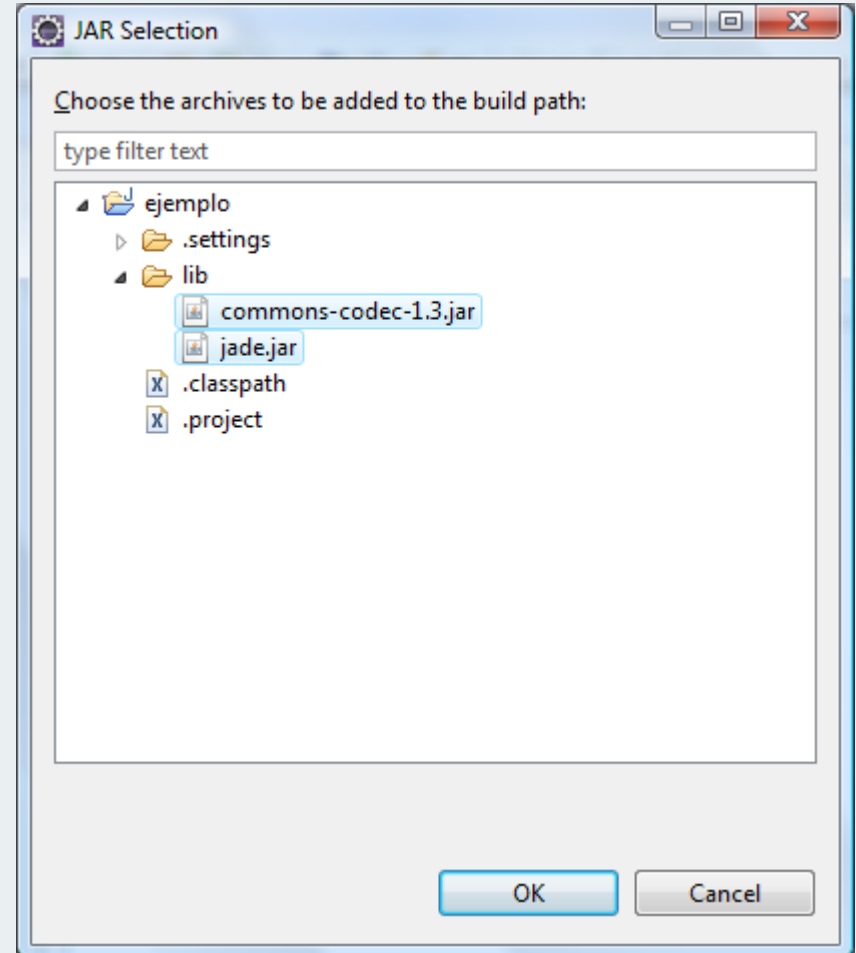 JAR Selection
Choose the archives to be added to the build path:
type filter text
ejemplo
.settings
lib
commons-codec-1.3.jar
jade.jar
.classpath
.project
OK
Cancel